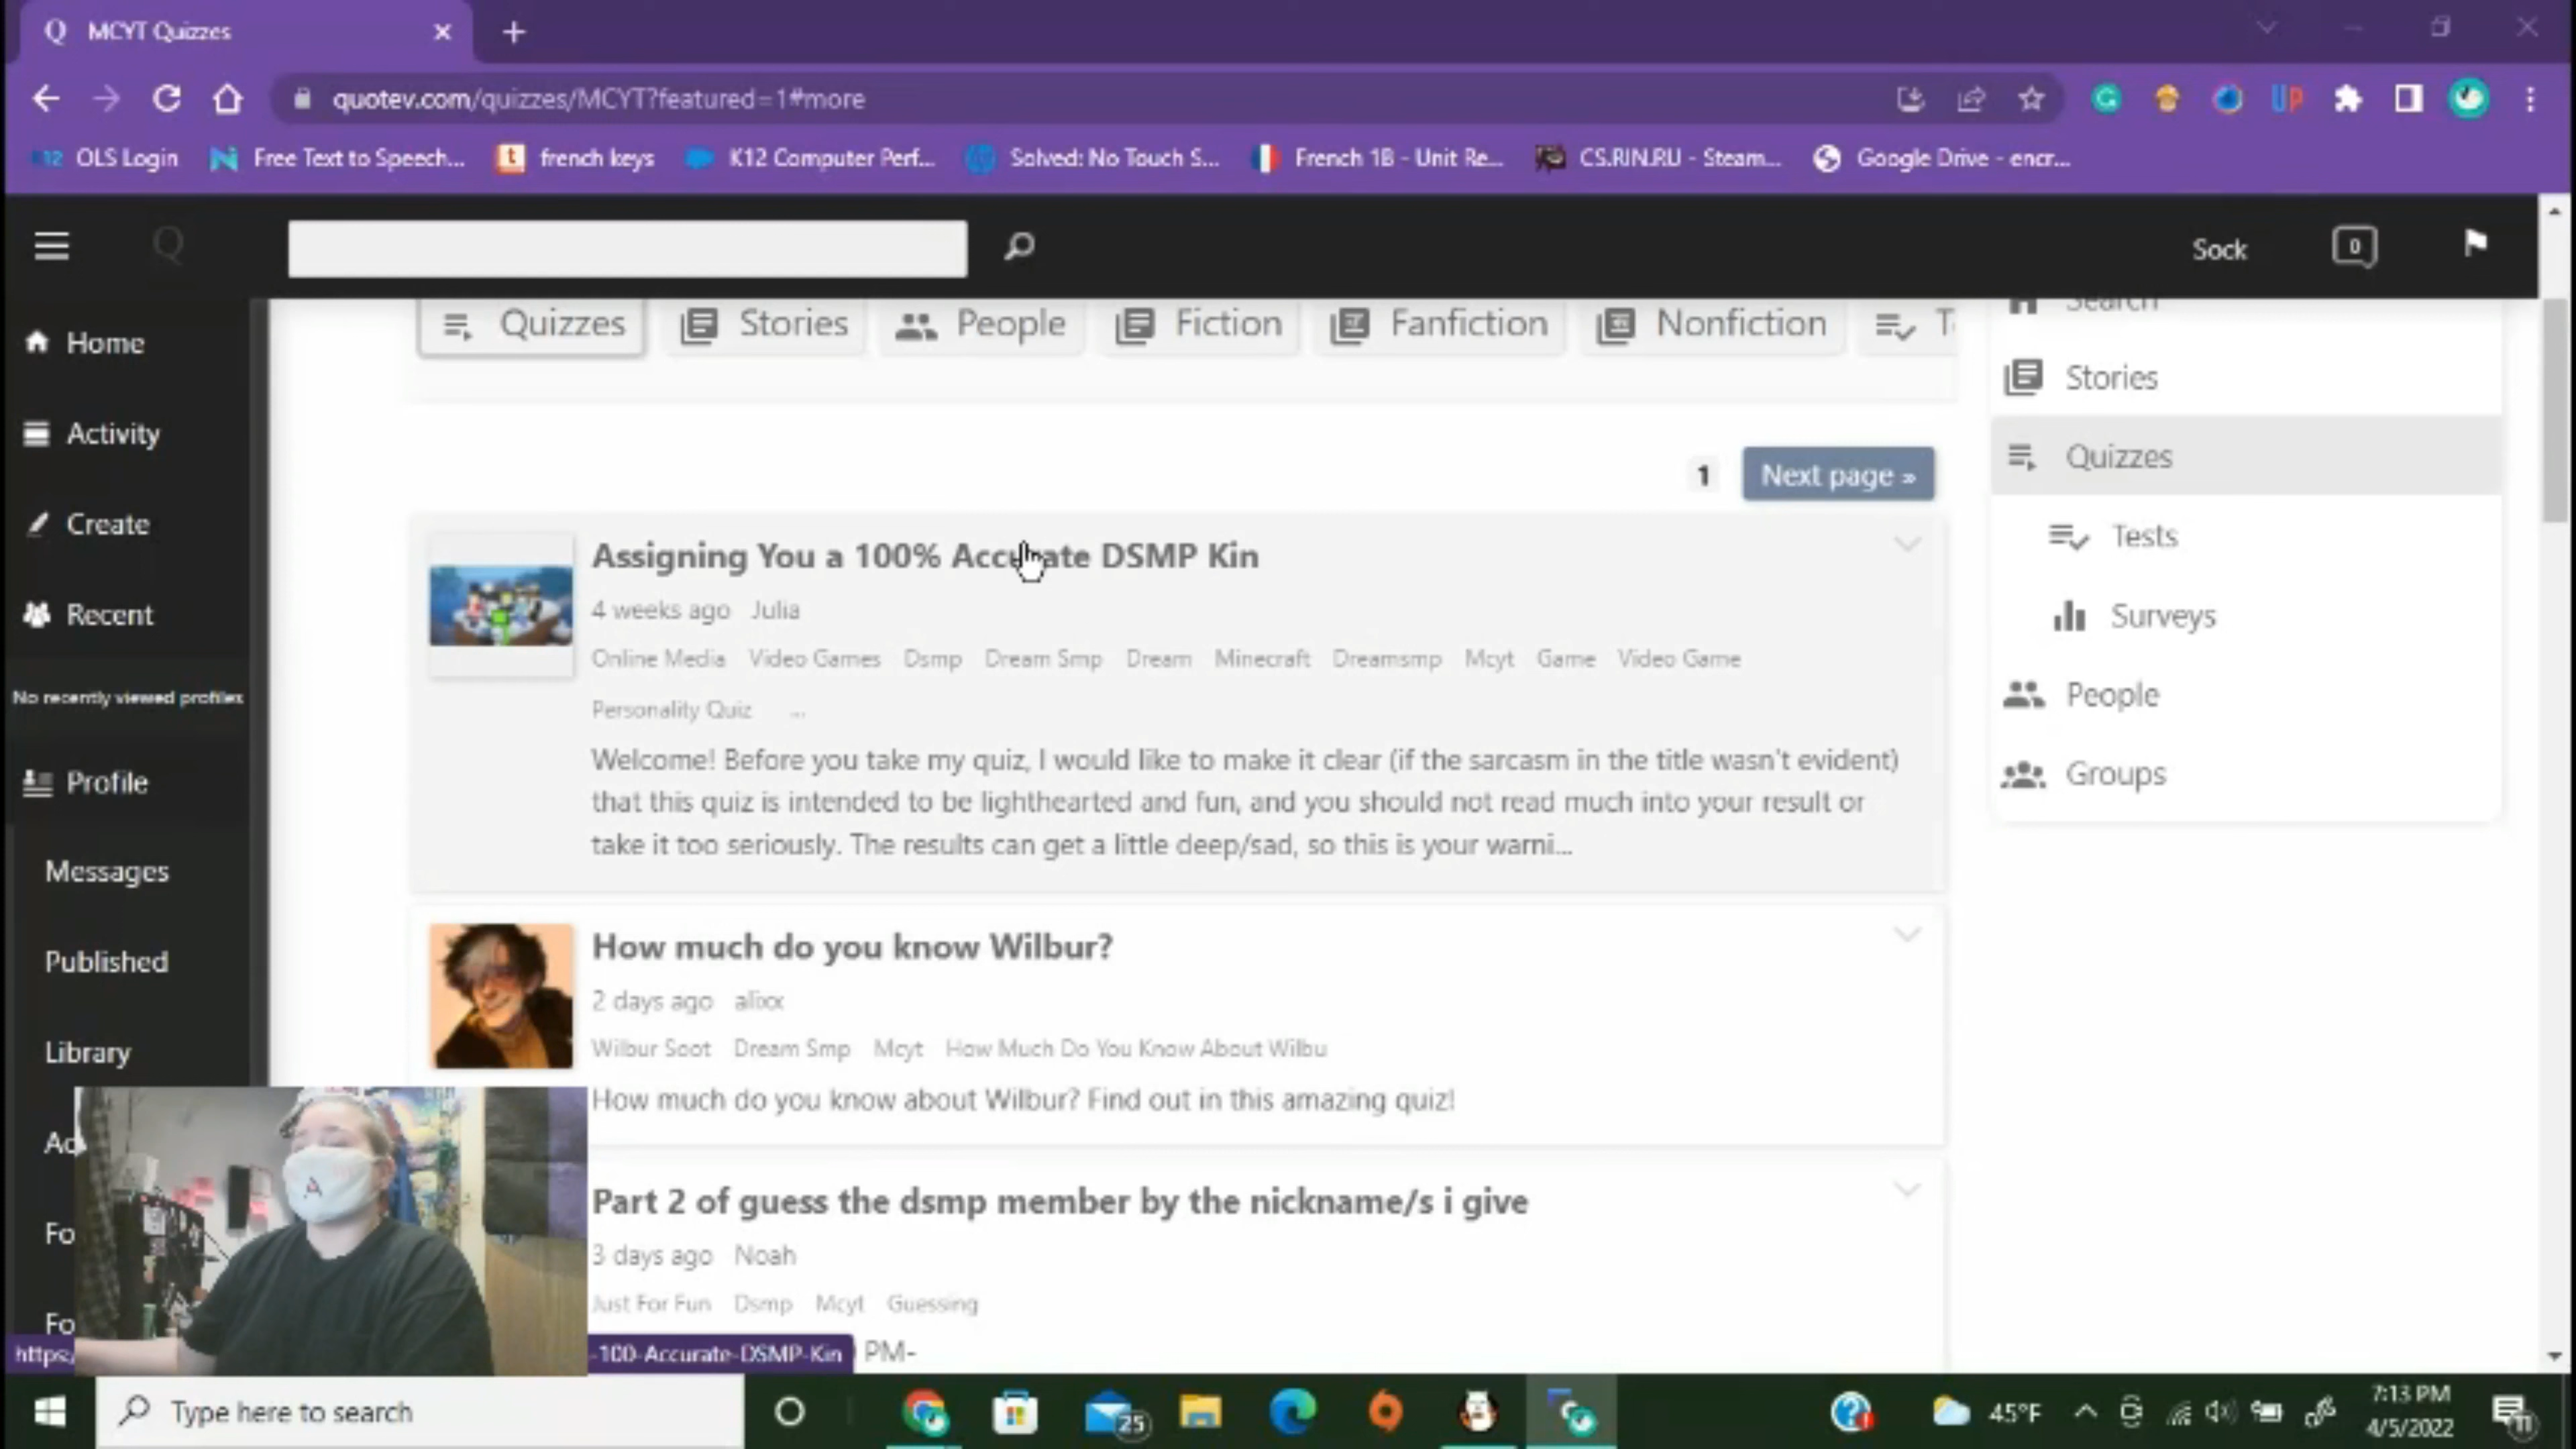 Q MCYT Quizzes
quotev.com/quizzes/MCYT?featured=1#more
UP
K12 OLS Login Free Text to Speech... t french keys K12 Computer Perf... Solved: No Touch S... French 1B - Unit Re... CS.RIN.RU - Steam... Google Drive - encr...
Q Sock 0
Home
Activity
Create
Recent
No recently viewed profiles
Profile
Messages
Published
Library
Ac
Fo
Fo
https:/
Quizzes Stories People Fiction Fanfiction Nonfiction
1 Next page »
Assigning You a 100% Accurate DSMP Kin
4 weeks ago Julia
Online Media Video Games Dsmp Dream Smp Dream Minecraft Dreamsmp Mcyt Game Video Game
Personality Quiz ...
Welcome! Before you take my quiz, I would like to make it clear (if the sarcasm in the title wasn't evident)
that this quiz is intended to be lighthearted and fun, and you should not read much into your result or
take it too seriously. The results can get a little deep/sad, so this is your warni...
How much do you know Wilbur?
2 days ago alixx
Wilbur Soot Dream Smp Mcyt How Much Do You Know About Wilbu
How much do you know about Wilbur? Find out in this amazing quiz!
Part 2 of guess the dsmp member by the nickname/s i give
3 days ago Noah
Just For Fun Dsmp Mcyt Guessing
-100-Accurate-DSMP-Kin PM-
Search
Stories
Quizzes
Tests
Surveys
People
Groups
A
Type here to search
25
45°F
7:13 PM
4/5/2022
11